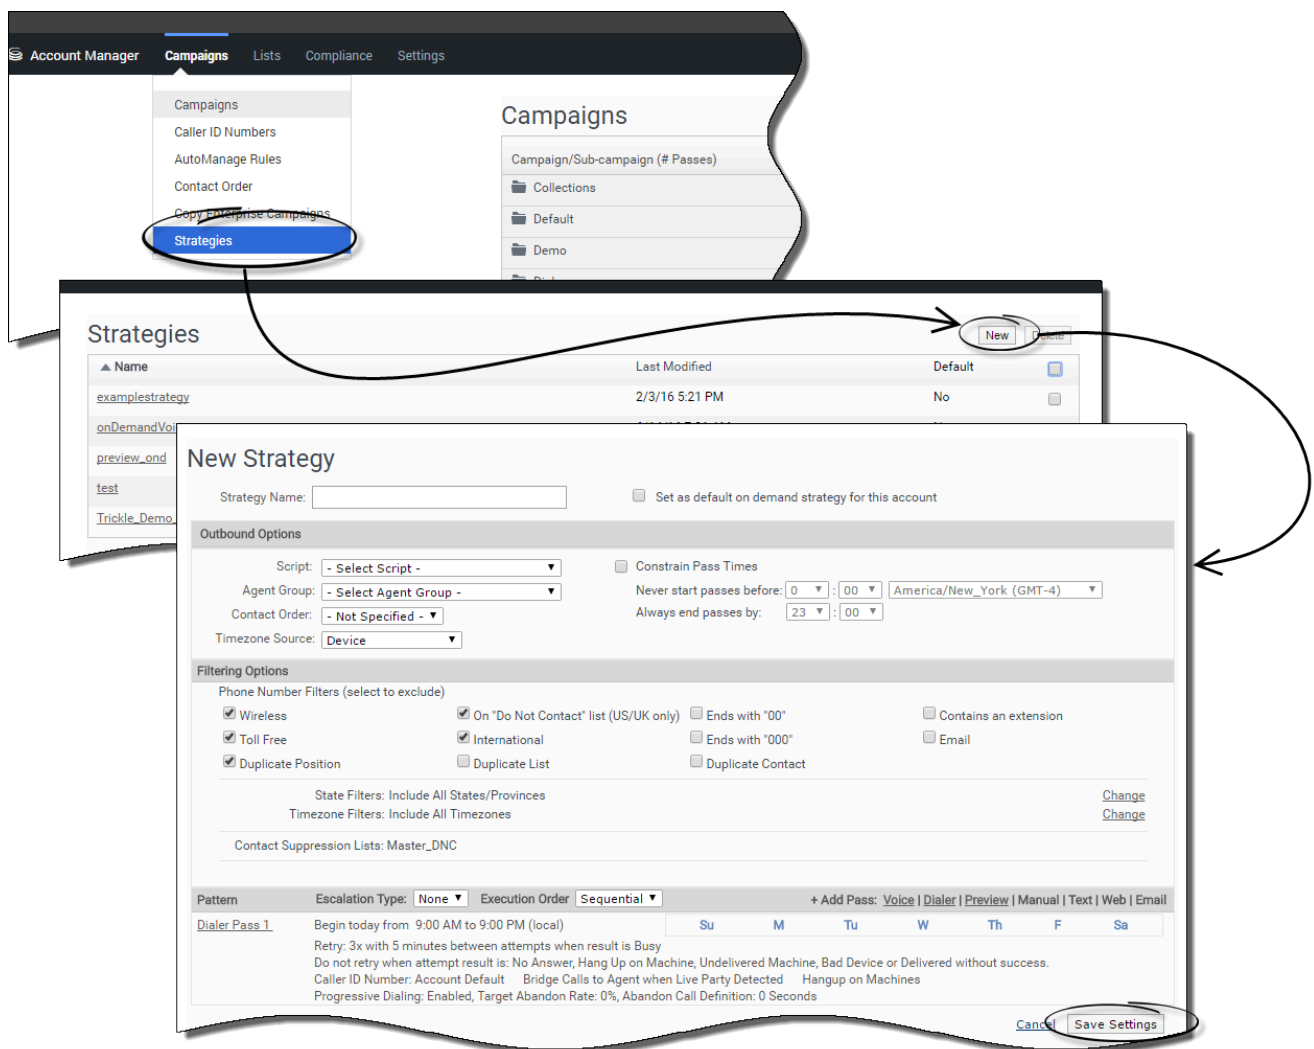 Account Manager Campaigns Lists Compliance Settings
Campaigns
Caller ID Numbers
AutoManage Rules
Contact Order
Copy Enterprise Campaigns
Strategies
Campaigns
Campaign/Sub-campaign (# Passes)
Collections
Default
Demo
Strategies
New Delete
Name Last Modified Default
examplestrategy 2/3/16 5:21 PM No
onDemandVoi
preview_ond
test
Trickle_Demo_
New Strategy
Strategy Name: Set as default on demand strategy for this account
Outbound Options
Script: - Select Script - Constrain Pass Times
Agent Group: - Select Agent Group - Never start passes before: 0 : 00 America/New_York (GMT-4)
Contact Order: - Not Specified - Always end passes by: 23 : 00
Timezone Source: Device
Filtering Options
Phone Number Filters (select to exclude)
Wireless On "Do Not Contact" list (US/UK only) Ends with "00" Contains an extension
Toll Free International Ends with "000" Email
Duplicate Position Duplicate List Duplicate Contact
State Filters: Include All States/Provinces Change
Timezone Filters: Include All Timezones Change
Contact Suppression Lists: Master_DNC
Pattern Escalation Type: None Execution Order Sequential + Add Pass: Voice | Dialer | Preview | Manual | Text | Web | Email
Dialer Pass 1 Begin today from 9:00 AM to 9:00 PM (local) Su M Tu W Th F Sa
Retry: 3x with 5 minutes between attempts when result is Busy
Do not retry when attempt result is: No Answer, Hang Up on Machine, Undelivered Machine, Bad Device or Delivered without success.
Caller ID Number: Account Default Bridge Calls to Agent when Live Party Detected Hangup on Machines
Progressive Dialing: Enabled, Target Abandon Rate: 0%, Abandon Call Definition: 0 Seconds
Cancel Save Settings